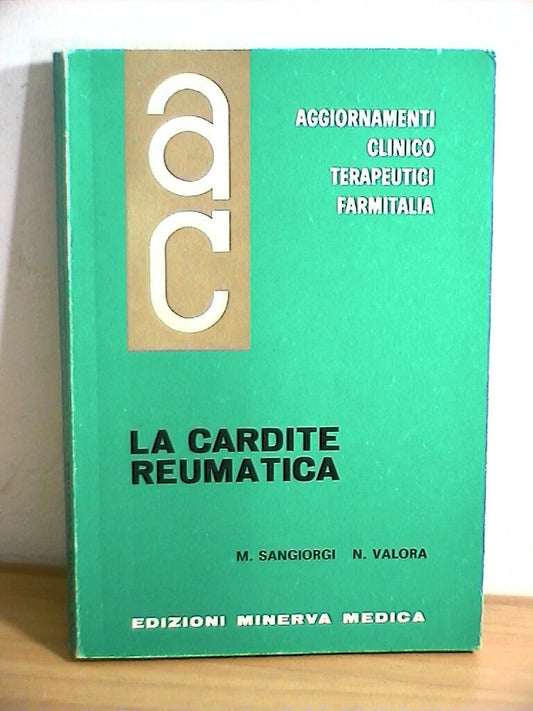 ac
AGGIORNAMENTI
CLINICO
TERAPEUTICI
FARMITALIA
LA CARDITE
REUMATICA
M. SANGIORGI N. VALORA
EDIZIONI MINERVA MEDICA